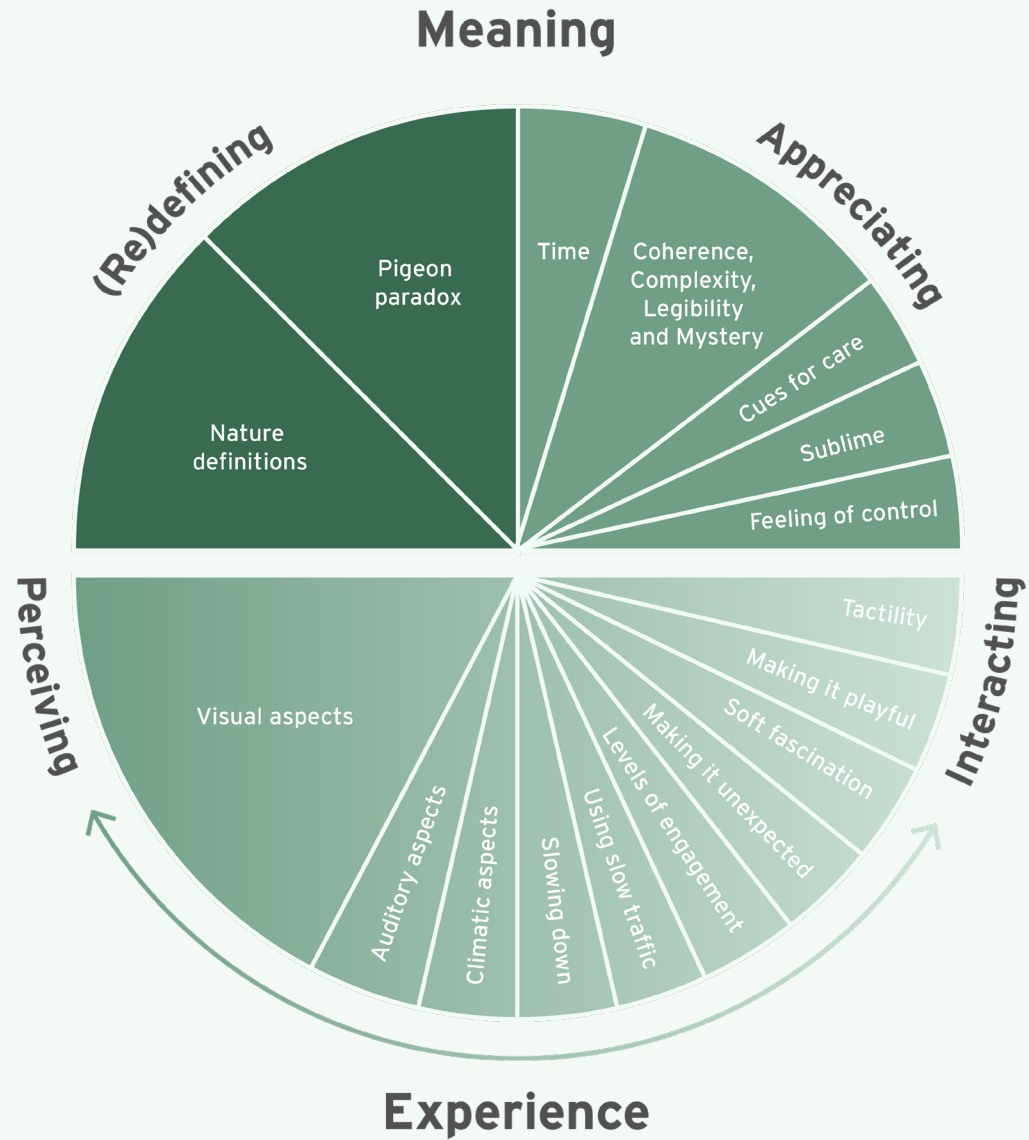 Meaning
(Re)defining
Appreciating
Pigeon
paradox
Nature
definitions
Time
Coherence,
Complexity,
Legibility
and Mystery
Cues for care
Sublime
Feeling of control
Perceiving
Interacting
Visual aspects
Auditory aspects
Climatic aspects
Slowing down
Using slow traffic
Levels of engagement
Making it unexpected
Soft fascination
Making it playful
Tactility
Experience